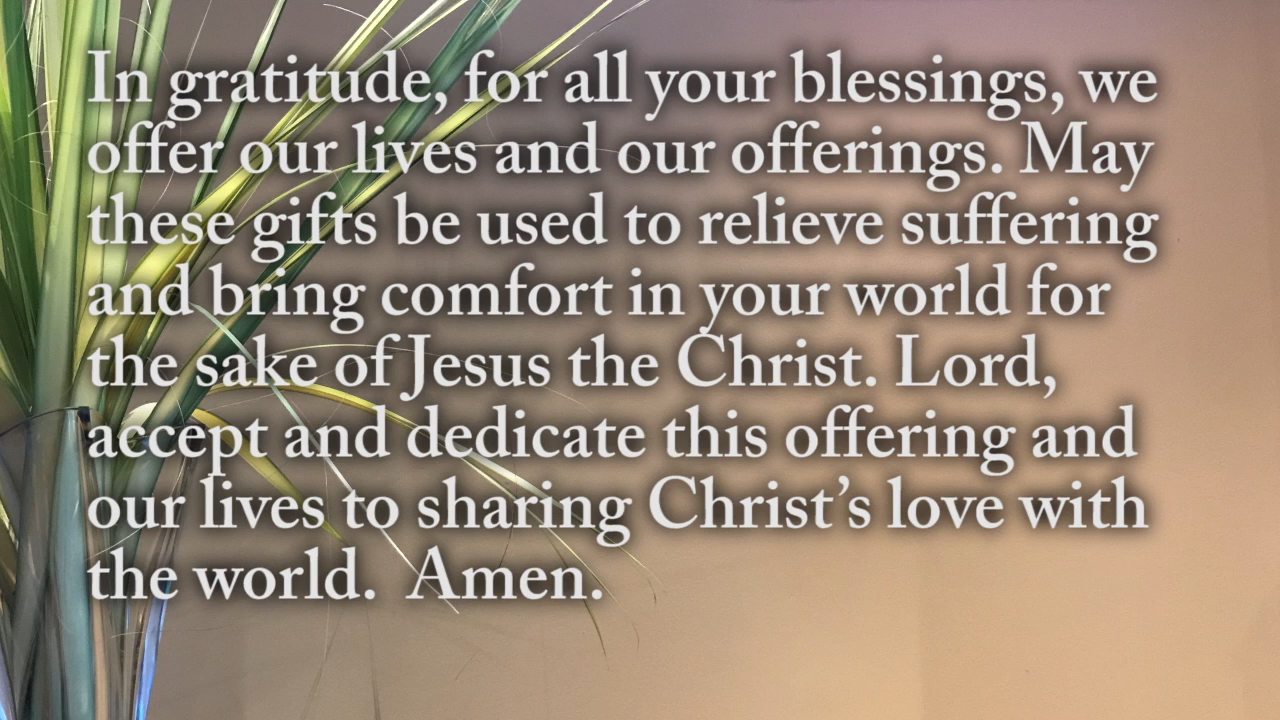 In gratitude, for all your blessings, we
offer our lives and our offerings. May
these gifts be used to relieve suffering
and bring comfort in your world for
the sake of Jesus the Christ. Lord,
accept and dedicate this offering and
our lives to sharing Christ’s love with
the world.  Amen.